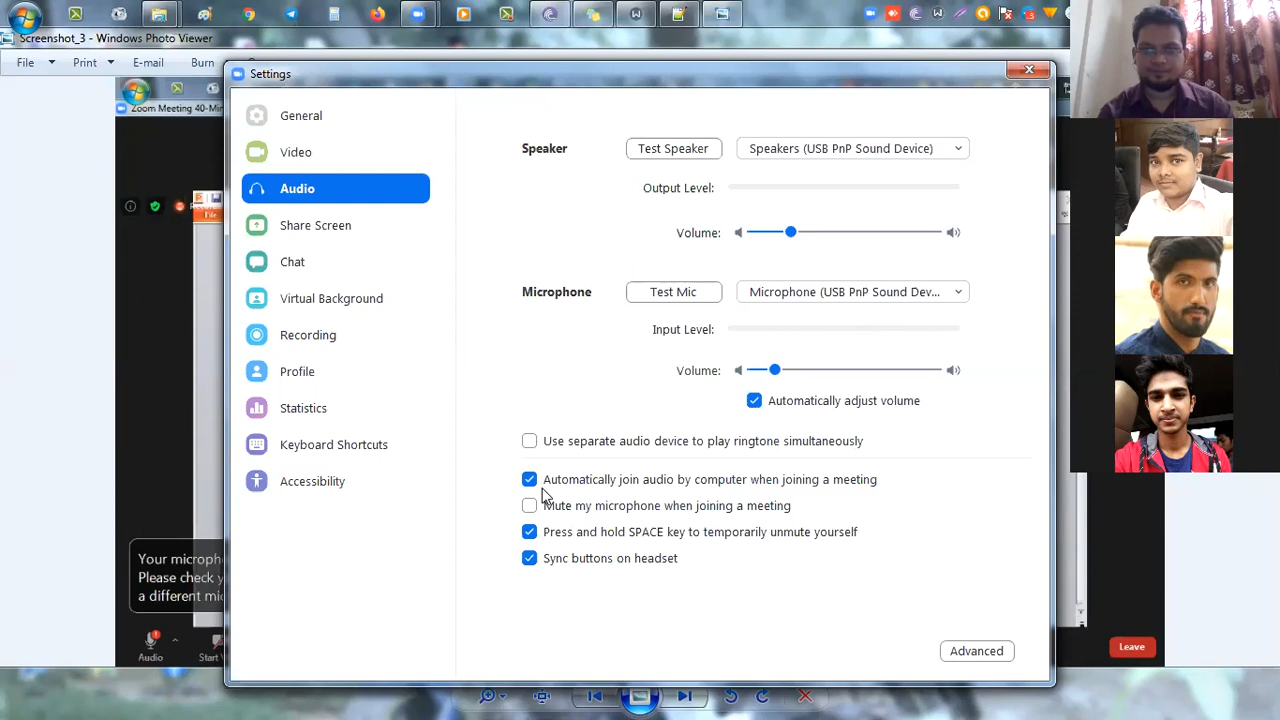 Screenshot_3 - Windows Photo Viewer
File Print E-mail Burn
Settings
Zoom Meeting 40-Min
File
General
Video
Audio
Share Screen
Chat
Virtual Background
Recording
Profile
Statistics
Keyboard Shortcuts
Accessibility
Speaker Test Speaker Speakers (USB PnP Sound Device)
Output Level:
Volume:
Microphone Test Mic Microphone (USB PnP Sound Dev...
Input Level:
Volume:
Automatically adjust volume
Use separate audio device to play ringtone simultaneously
Automatically join audio by computer when joining a meeting
Mute my microphone when joining a meeting
Press and hold SPACE key to temporarily unmute yourself
Sync buttons on headset
Advanced
Your microph
Please check y
a different mi
Audio Start V
Leave